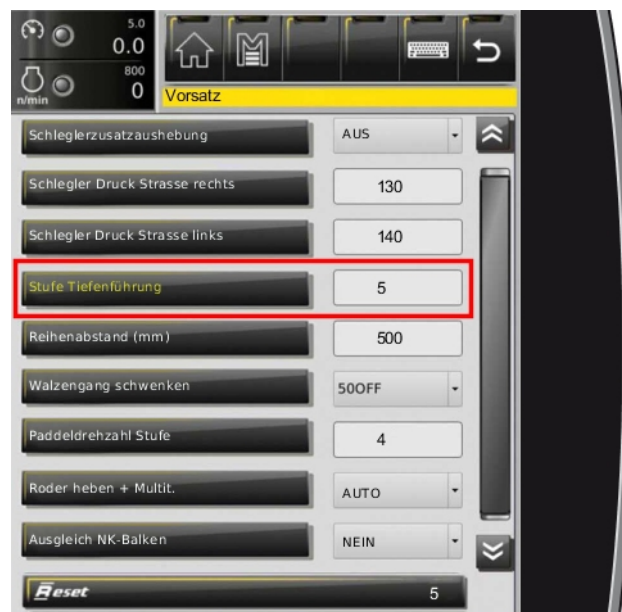 5.0
0.0
800
n/min 0
Vorsatz
Schleglerzusatzaushebung AUS
Schlegler Druck Strasse rechts 130
Schlegler Druck Strasse links 140
Stufe Tiefenführung 5
Reihenabstand (mm) 500
Walzengang schwenken 50OFF
Paddeldrehzahl Stufe 4
Roder heben + Multit. AUTO
Ausgleich NK-Balken NEIN
Reset 5